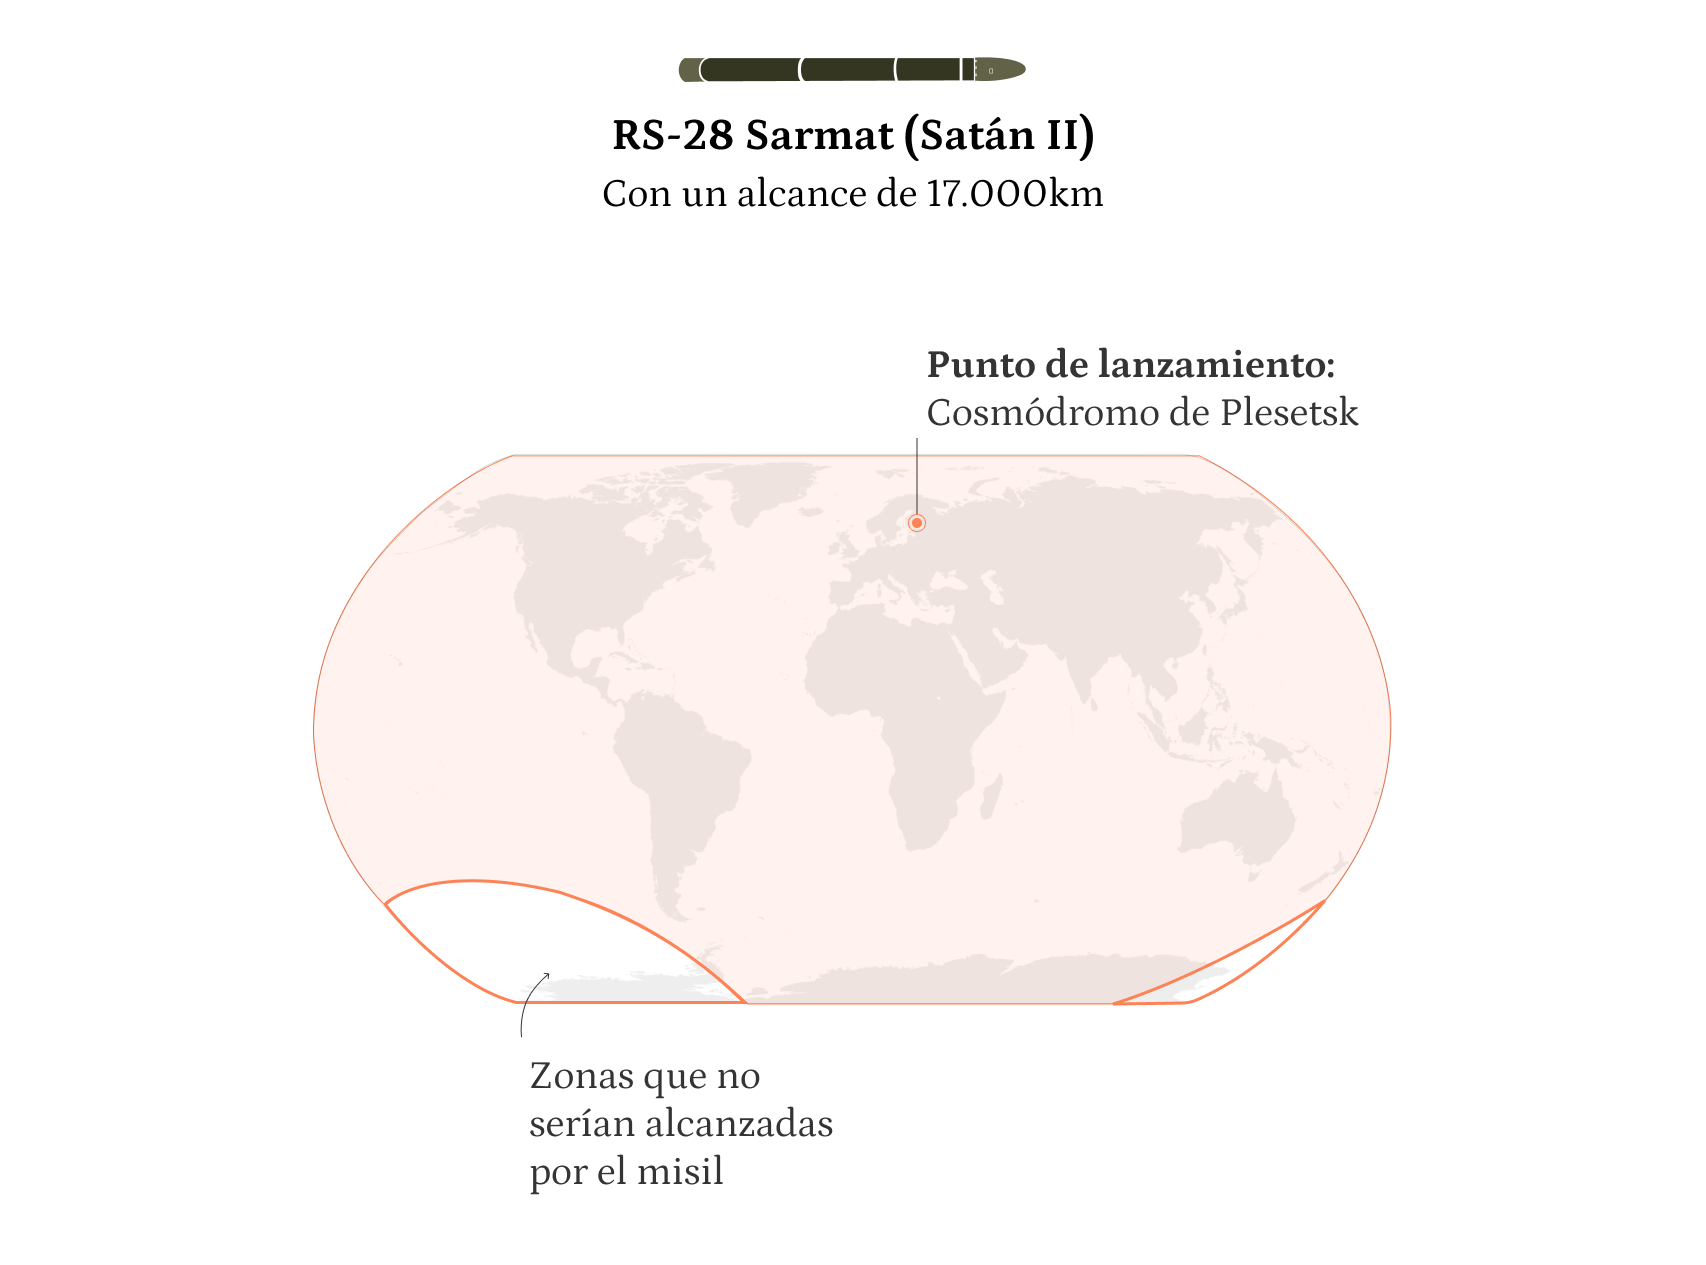 RS-28 Sarmat (Satán II)
Con un alcance de 17.000km
Punto de lanzamiento:
Cosmódromo de Plesetsk
Zonas que no
serían alcanzadas
por el misil